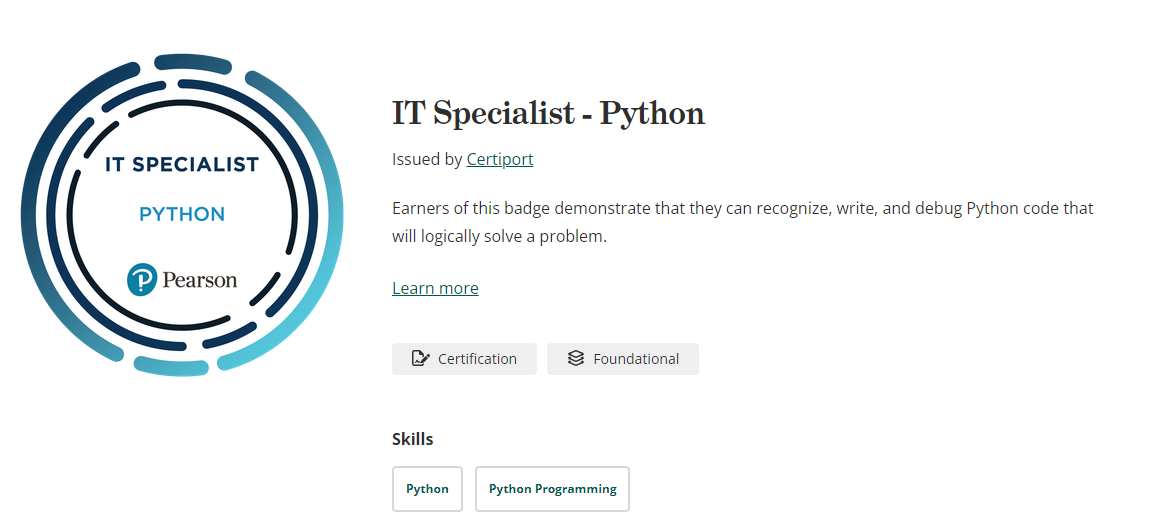 IT SPECIALIST
PYTHON
Pearson
IT Specialist - Python
Issued by Certiport
Earners of this badge demonstrate that they can recognize, write, and debug Python code that
will logically solve a problem.
Learn more
Certification Foundational
Skills
Python Python Programming